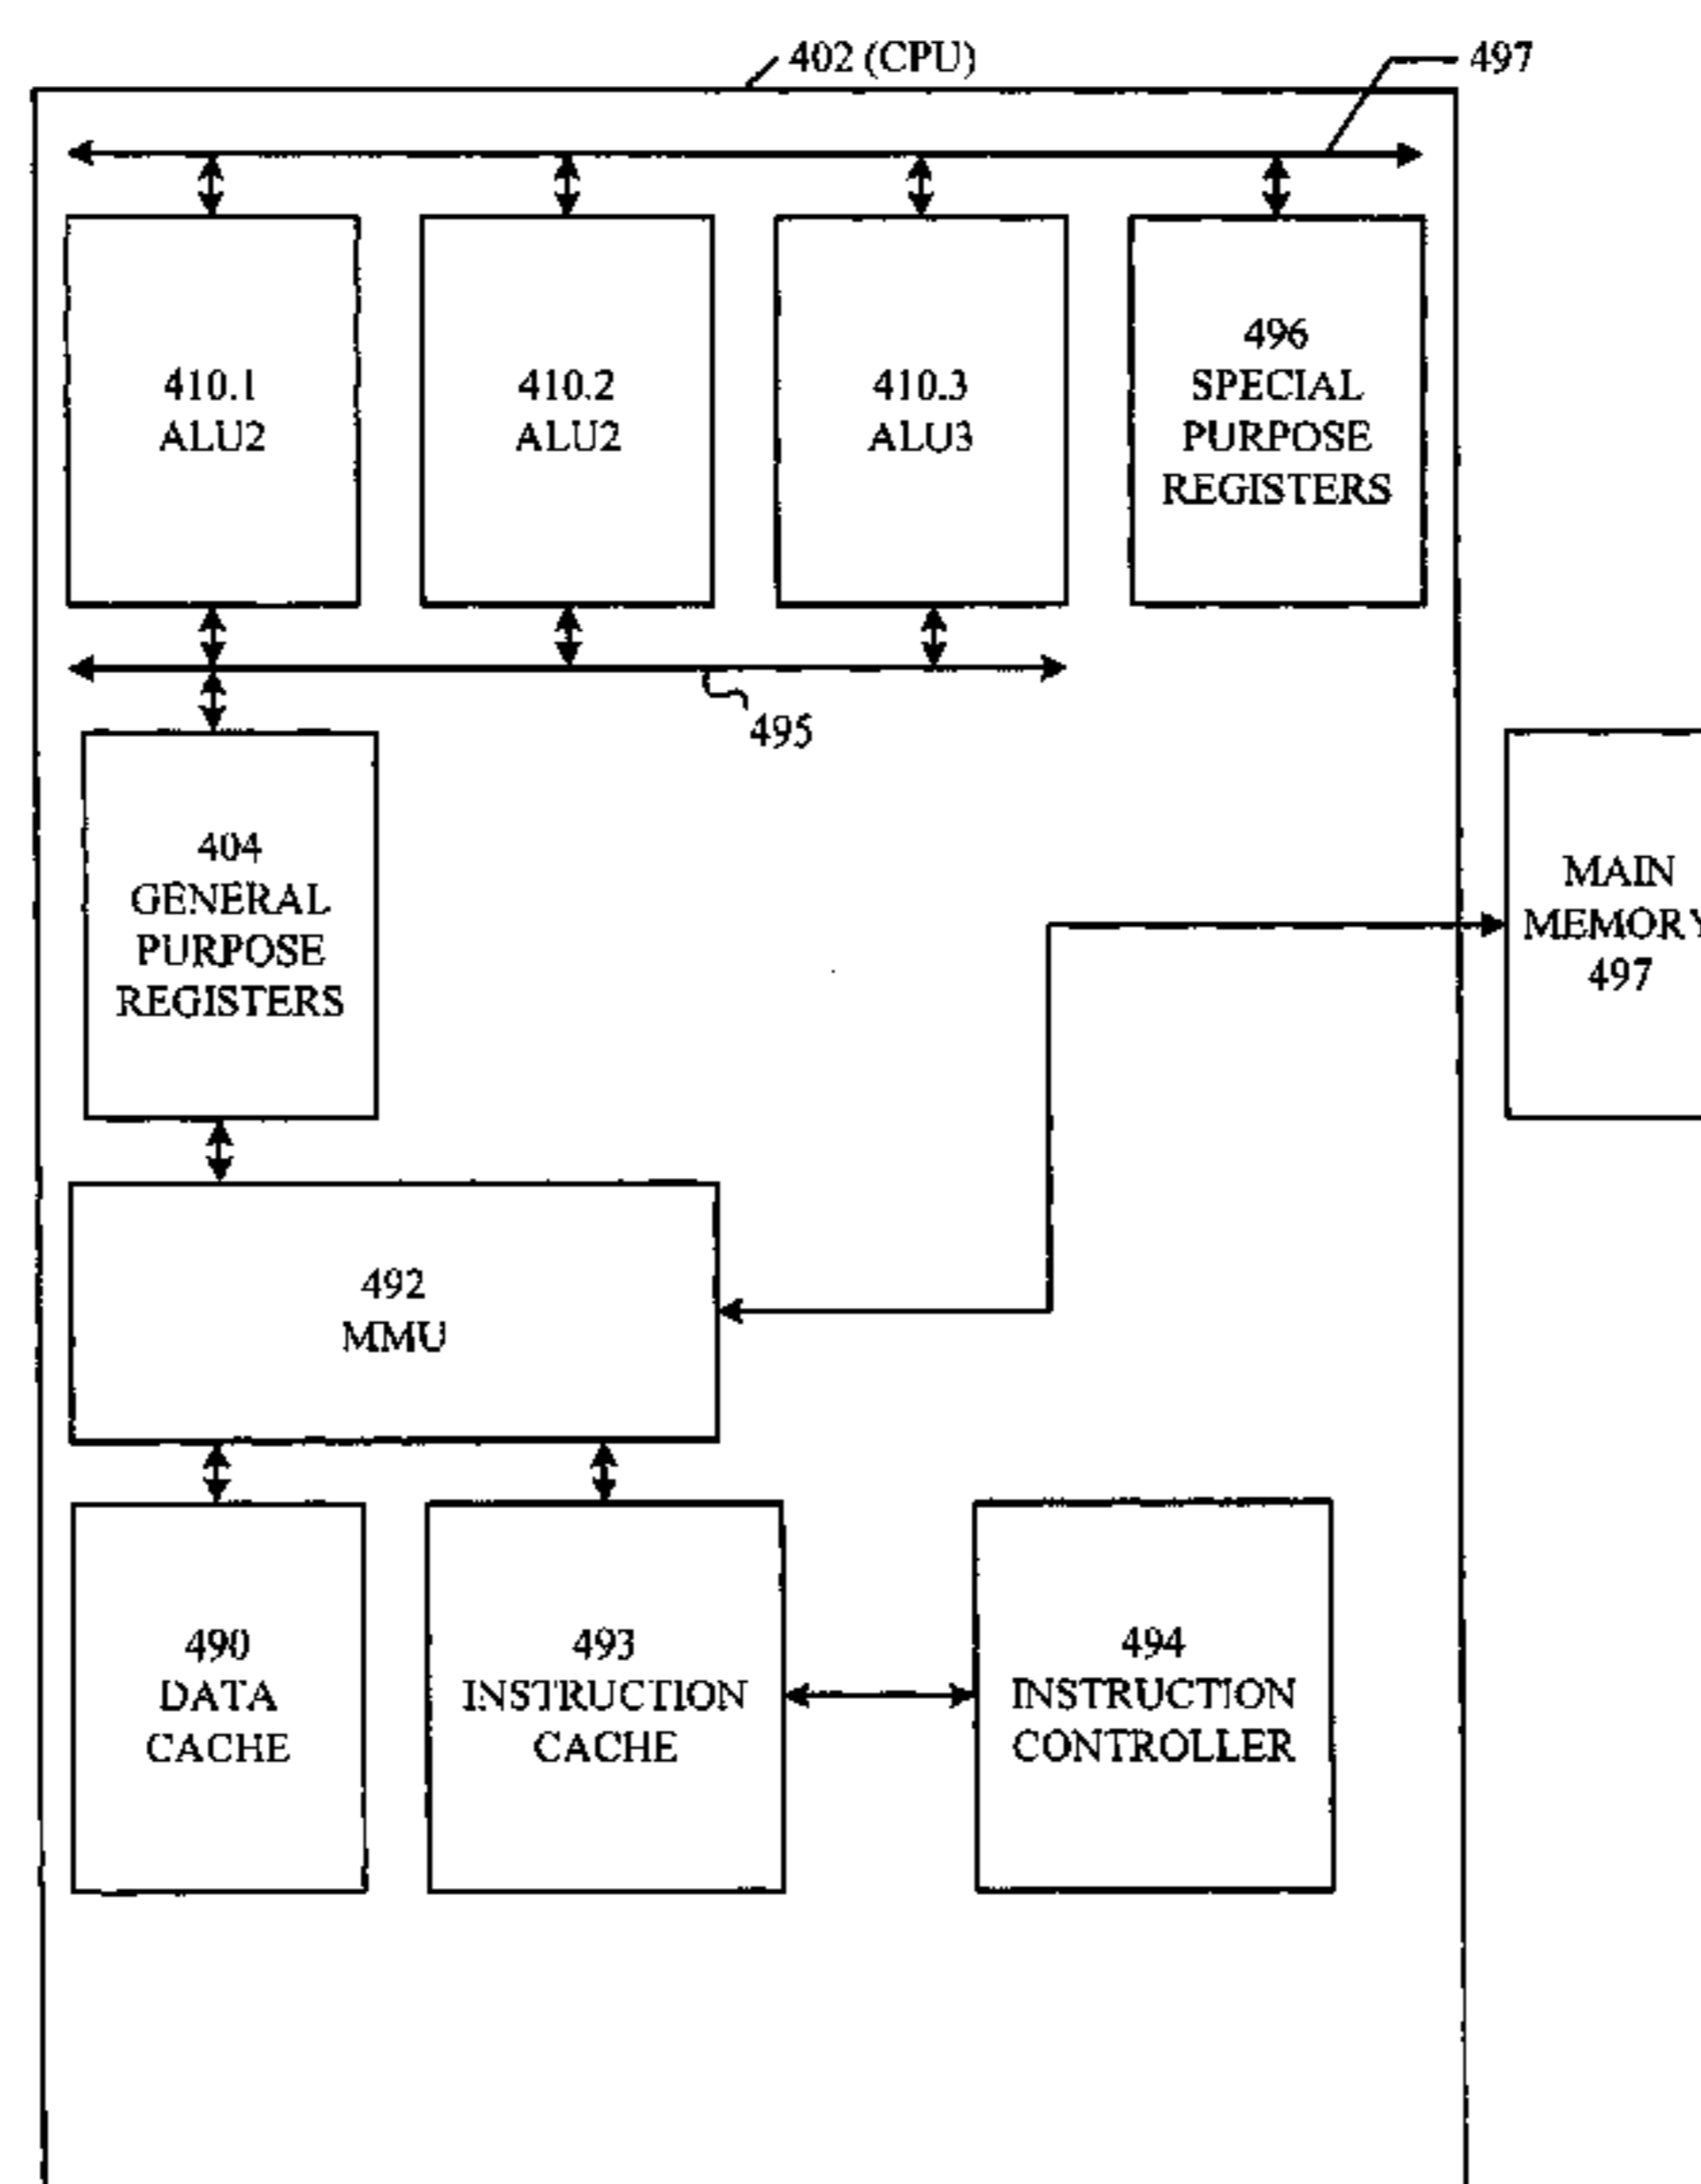 402 (CPU)
497
410.1
ALU2
410.2
ALU2
410.3
ALU3
496
SPECIAL
PURPOSE
REGISTERS
495
404
GENERAL
PURPOSE
REGISTERS
MAIN
MEMORY
497
492
MMU
490
DATA
CACHE
493
INSTRUCTION
CACHE
494
INSTRUCTION
CONTROLLER